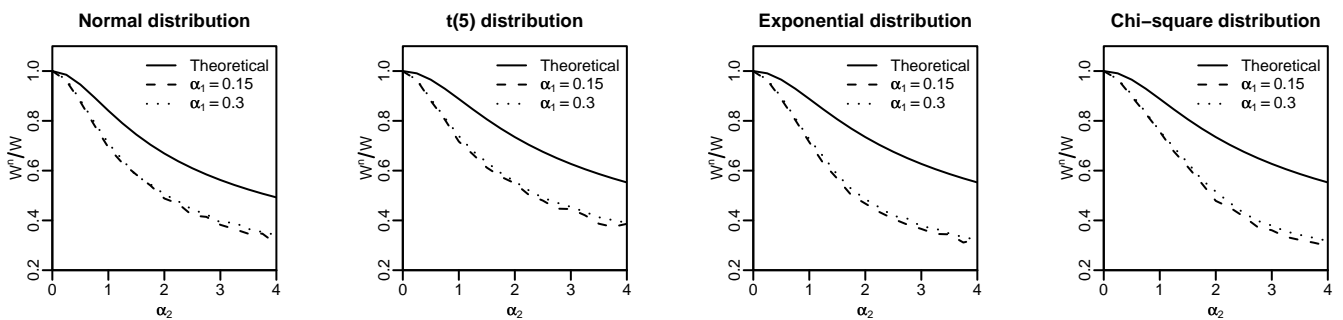 Normal distribution
W^n/W
0.2 0.4 0.6 0.8 1.0
Theoretical
α₁ = 0.15
α₁ = 0.3
0 1 2 3 4
α₂
t(5) distribution
W^n/W
0.2 0.4 0.6 0.8 1.0
Theoretical
α₁ = 0.15
α₁ = 0.3
0 1 2 3 4
α₂
Exponential distribution
W^n/W
0.2 0.4 0.6 0.8 1.0
Theoretical
α₁ = 0.15
α₁ = 0.3
0 1 2 3 4
α₂
Chi−square distribution
W^n/W
0.2 0.4 0.6 0.8 1.0
Theoretical
α₁ = 0.15
α₁ = 0.3
0 1 2 3 4
α₂